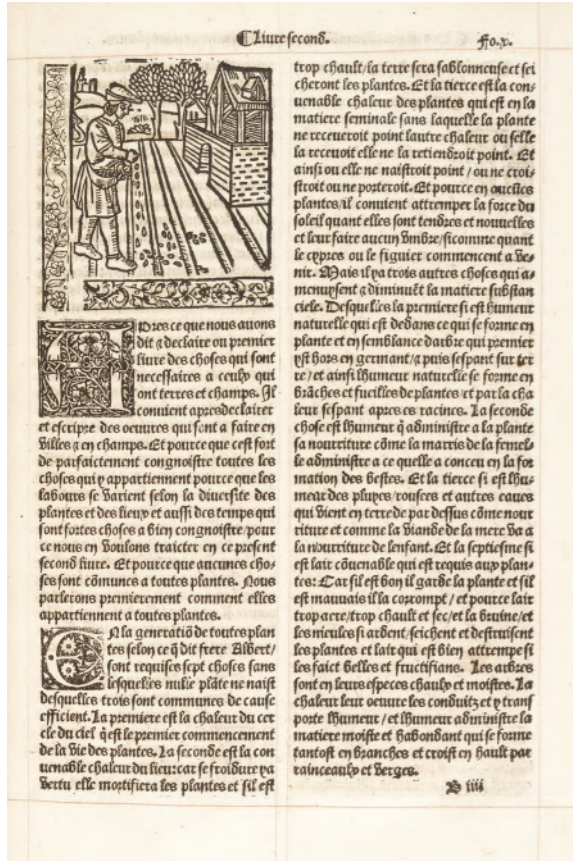 Liure second.
Fo.x.
Apres ce que nous auons
dit ⁊ declaire ou premier
liure des choses qui sont
necessaires a ceulx qui
ont terres et champs. Il
conuient apres declairer
et escripre des oeuures qui sont a faire en
villes ⁊ en champs. Et pource que cest fort
de parfaictement congnoistre toutes les
choses qui y appartiennent pource que les
labours se varient selon la diuersite des
plantes et des lieux et aussi des temps qui
sont fortes choses a bien congnoistre/pour
ce nous en voulons traicter en ce present
second liure. Et pource que aucunes cho⸗
ses sont cõmunes a toutes plantes. Nous
parlerons premierement comment elles
appartiennent a toutes plantes.
EN la generatiõ de toutes plan
tes selon ce q̃ dit frere Albert/
sont requises sept choses sans
lesquelles nulle plãte ne naist
desquelles trois sont communes de cause
efficient. La premiere est la chaleur du cer
cle du ciel q̃ est le premier commencement
de la vie des plantes. La seconde est la con
uenable chaleur du lieu: car se froidure y a
vertu elle mortifiera les plantes et sil est
trop chault/la terre sera sablonneuse et sei
cheront les plantes. Et la tierce est la con⸗
uenable chaleur des plantes qui est en la
matiere seminale sans laquelle la plante
ne receueroit point lautre chaleur ou selle
la receuoit elle ne la retiendroit point. Et
ainsi ou elle ne naistroit point / ou ne croi⸗
stroit ou ne porteroit. Et pource en aucũes
plantes/il conuient attremper la force du
soleil quant elles sont tendres et nouuelles
et leur faire aucun vmbre/sicomme quant
le cypres ou le figuier commencent a ve⸗
nir. Mais il ya trois autres choses qui a⸗
menuysent ⁊ diminuẽt la matiere substan
ciele. Desquelles la premiere si est humeur
naturelle qui est dedans ce qui se forme en
plante et en semblance darbre qui premier
yst hors en germant/⁊ puis sespant sur ter
re/et ainsi lhumeur naturelle se forme en
brãches et fueilles de plantes/et par la cha
leur sespant apres es racines. La seconde
chose est lhumeur q̃ administre a la plante
sa nourriture cõme la marris de la femel⸗
le administre a ce quelle a conceu en la for
mation des bestes. Et la tierce si est lhu⸗
meur des pluyes/rousees et autres eaues
qui vient en terre de par dessus cõme nour
riture et comme la viande de la mere va a
la nourriture de lenfant. Et la septiesme si
est lair cõuenable qui est requis aux plan⸗
tes: Car sil est bon il garde la plante et sil
est mauuais il la corrompt / et pource lair
trop acre/trop chault et sec/et la bruine/et
les nieules si ardent/seichent et destruisent
les plantes et lair qui est bien attrempe si
les faict belles et fructifians. Les arbres
sont en leurs especes chaulx et moistes. La
chaleur leur oeuure les conduitz et y trans
porte lhumeur / et lhumeur administre la
matiere moiste et habondant qui se forme
tantost en branches et croist en hault par
rainceaulx et verges.
B iiii